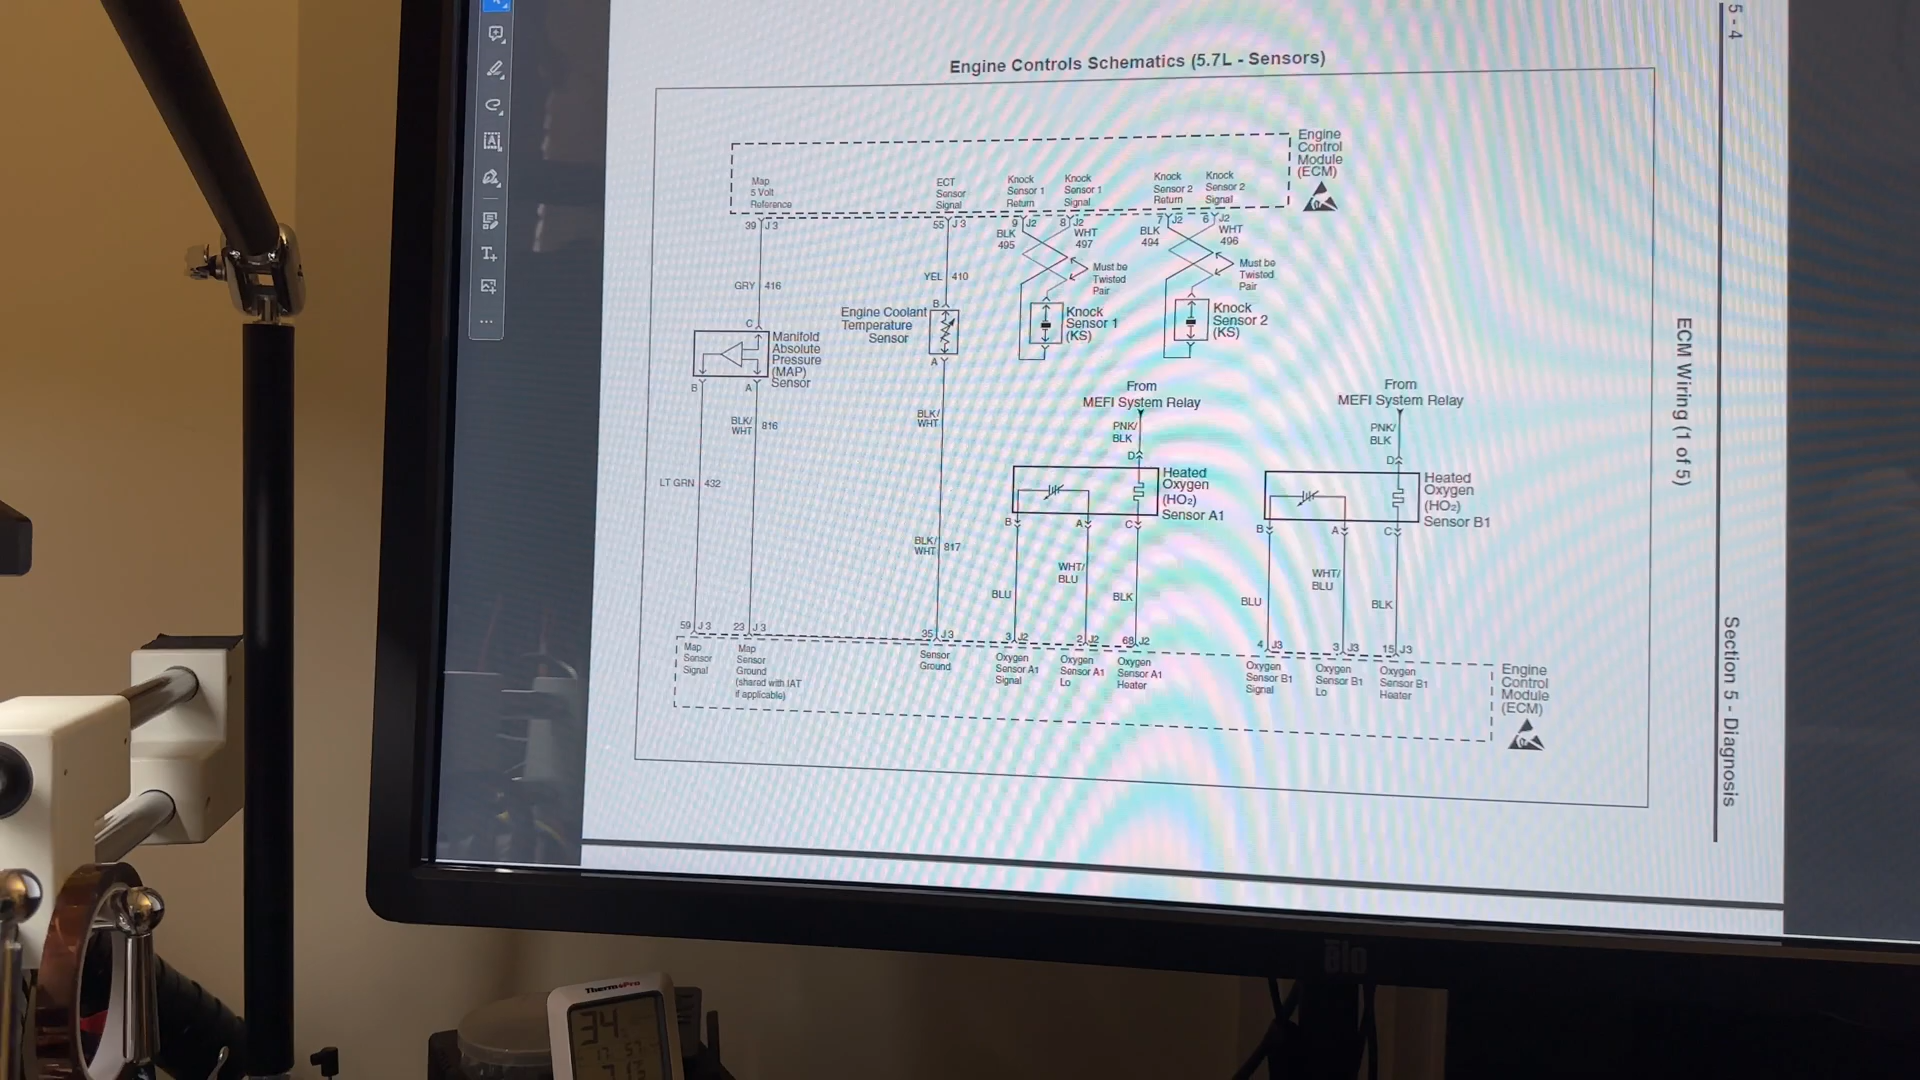 5 - 4
Engine Controls Schematics (5.7L - Sensors)
Engine
Control
Module
(ECM)
Map
5 Volt
Reference
ECT
Sensor
Signal
Knock
Sensor 1
Return
Knock
Sensor 1
Signal
Knock
Sensor 2
Return
Knock
Sensor 2
Signal
39 J 3
55 J 3
9 J2
8 J2
7 J2
6 J2
BLK
495
WHT
497
BLK
494
WHT
496
Must be
Twisted
Pair
Must be
Twisted
Pair
GRY 416
YEL 410
C
B
Engine Coolant
Temperature
Sensor
A
Knock
Sensor 1
(KS)
Knock
Sensor 2
(KS)
Manifold
Absolute
Pressure
(MAP)
Sensor
B
A
BLK/
WHT
816
BLK/
WHT
From
MEFI System Relay
From
MEFI System Relay
PNK/
BLK
PNK/
BLK
D
D
Heated
Oxygen
(HO₂)
Sensor A1
Heated
Oxygen
(HO₂)
Sensor B1
B
A
C
B
A
C
LT GRN 432
BLK/
WHT
817
BLU
WHT/
BLU
BLK
BLU
WHT/
BLU
BLK
59 J 3
23 J 3
35 J3
3 J2
2 J2
68 J2
4 J3
3 J3
15 J3
Map
Sensor
Signal
Map
Sensor
Ground
(shared with IAT
if applicable)
Sensor
Ground
Oxygen
Sensor A1
Signal
Oxygen
Sensor A1
Lo
Oxygen
Sensor A1
Heater
Oxygen
Sensor B1
Signal
Oxygen
Sensor B1
Lo
Oxygen
Sensor B1
Heater
Engine
Control
Module
(ECM)
ECM Wiring (1 of 5)
Section 5 - Diagnosis
ThermoPro
34